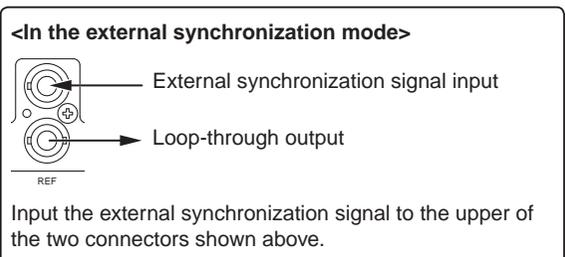 <In the external synchronization mode>
External synchronization signal input
Loop-through output
REF
Input the external synchronization signal to the upper of
the two connectors shown above.